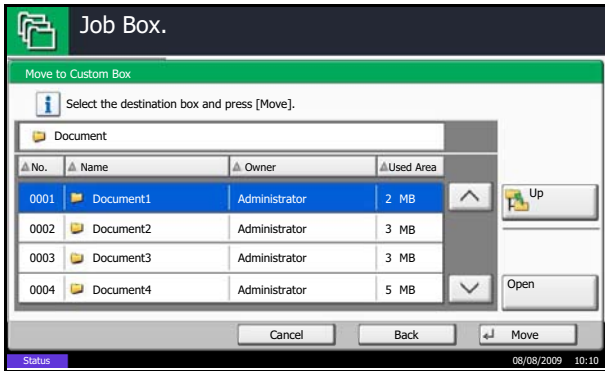 Job Box.
Move to Custom Box
Select the destination box and press [Move].
Document
No. Name Owner Used Area
0001 Document1 Administrator 2 MB
Up
0002 Document2 Administrator 3 MB
0003 Document3 Administrator 3 MB
0004 Document4 Administrator 5 MB
Open
Cancel Back Move
Status 08/08/2009 10:10